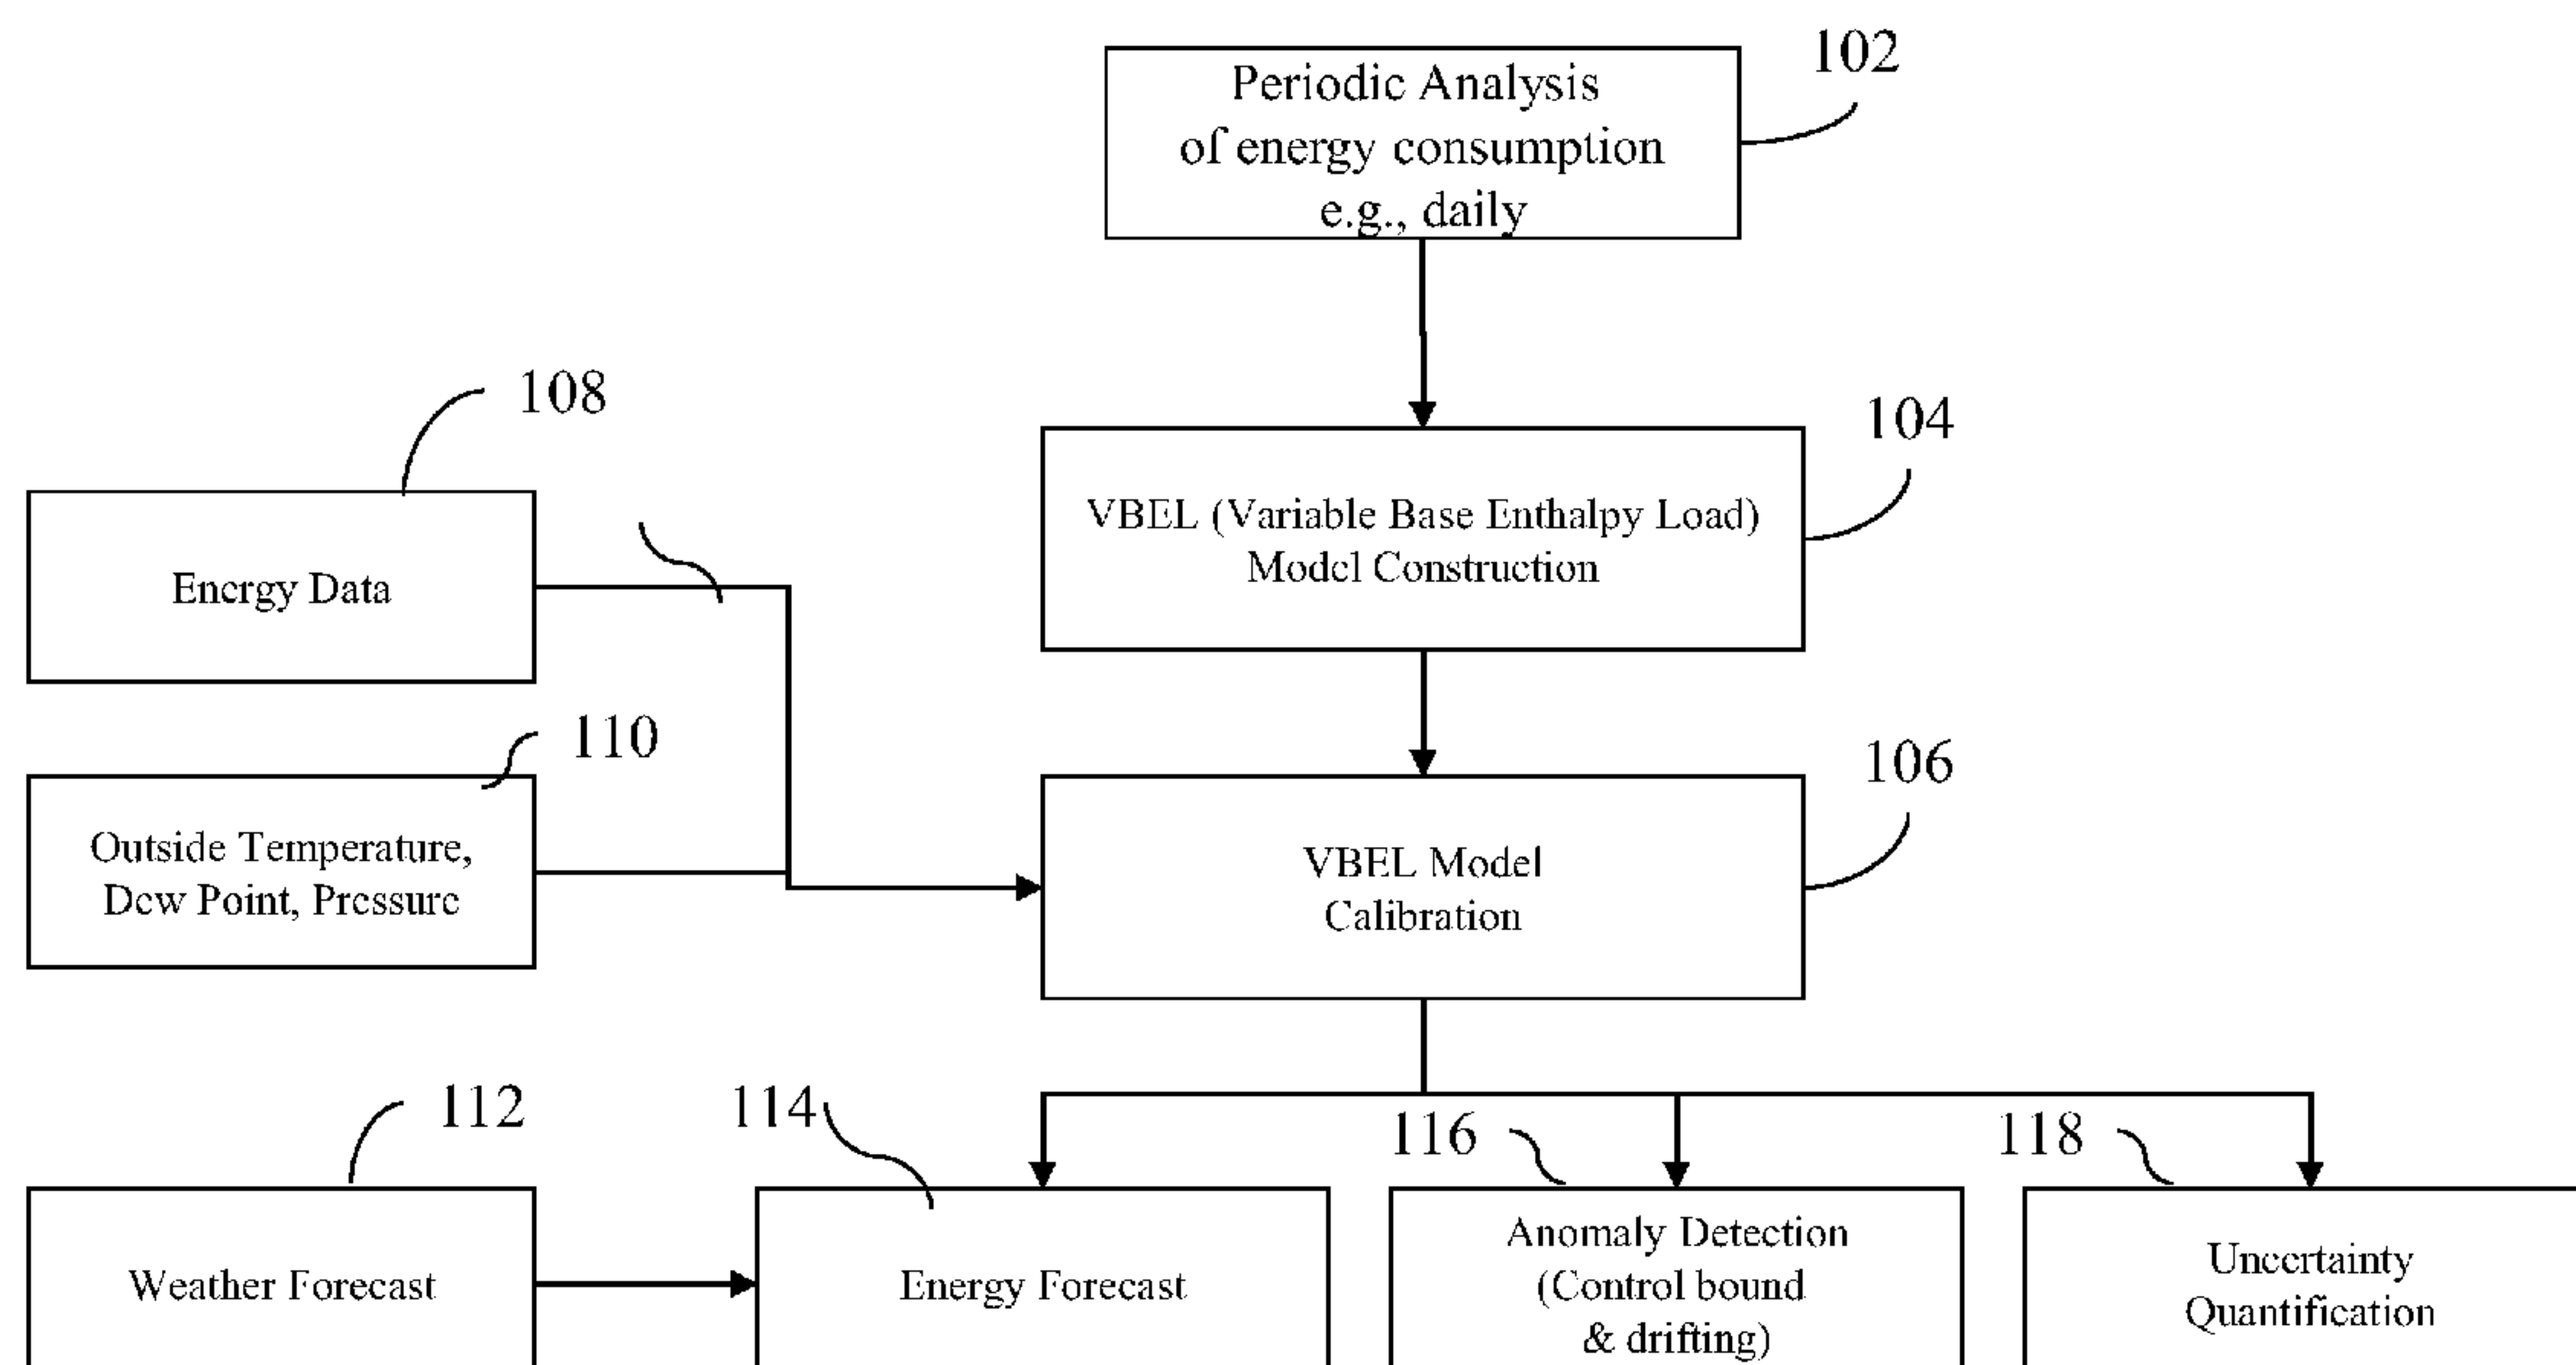 102
Periodic Analysis
of energy consumption
e.g., daily
108
104
VBEL (Variable Base Enthalpy Load)
Model Construction
Energy Data
110
106
Outside Temperature,
Dew Point, Pressure
VBEL Model
Calibration
112
114
116
118
Weather Forecast
Energy Forecast
Anomaly Detection
(Control bound
& drifting)
Uncertainty
Quantification